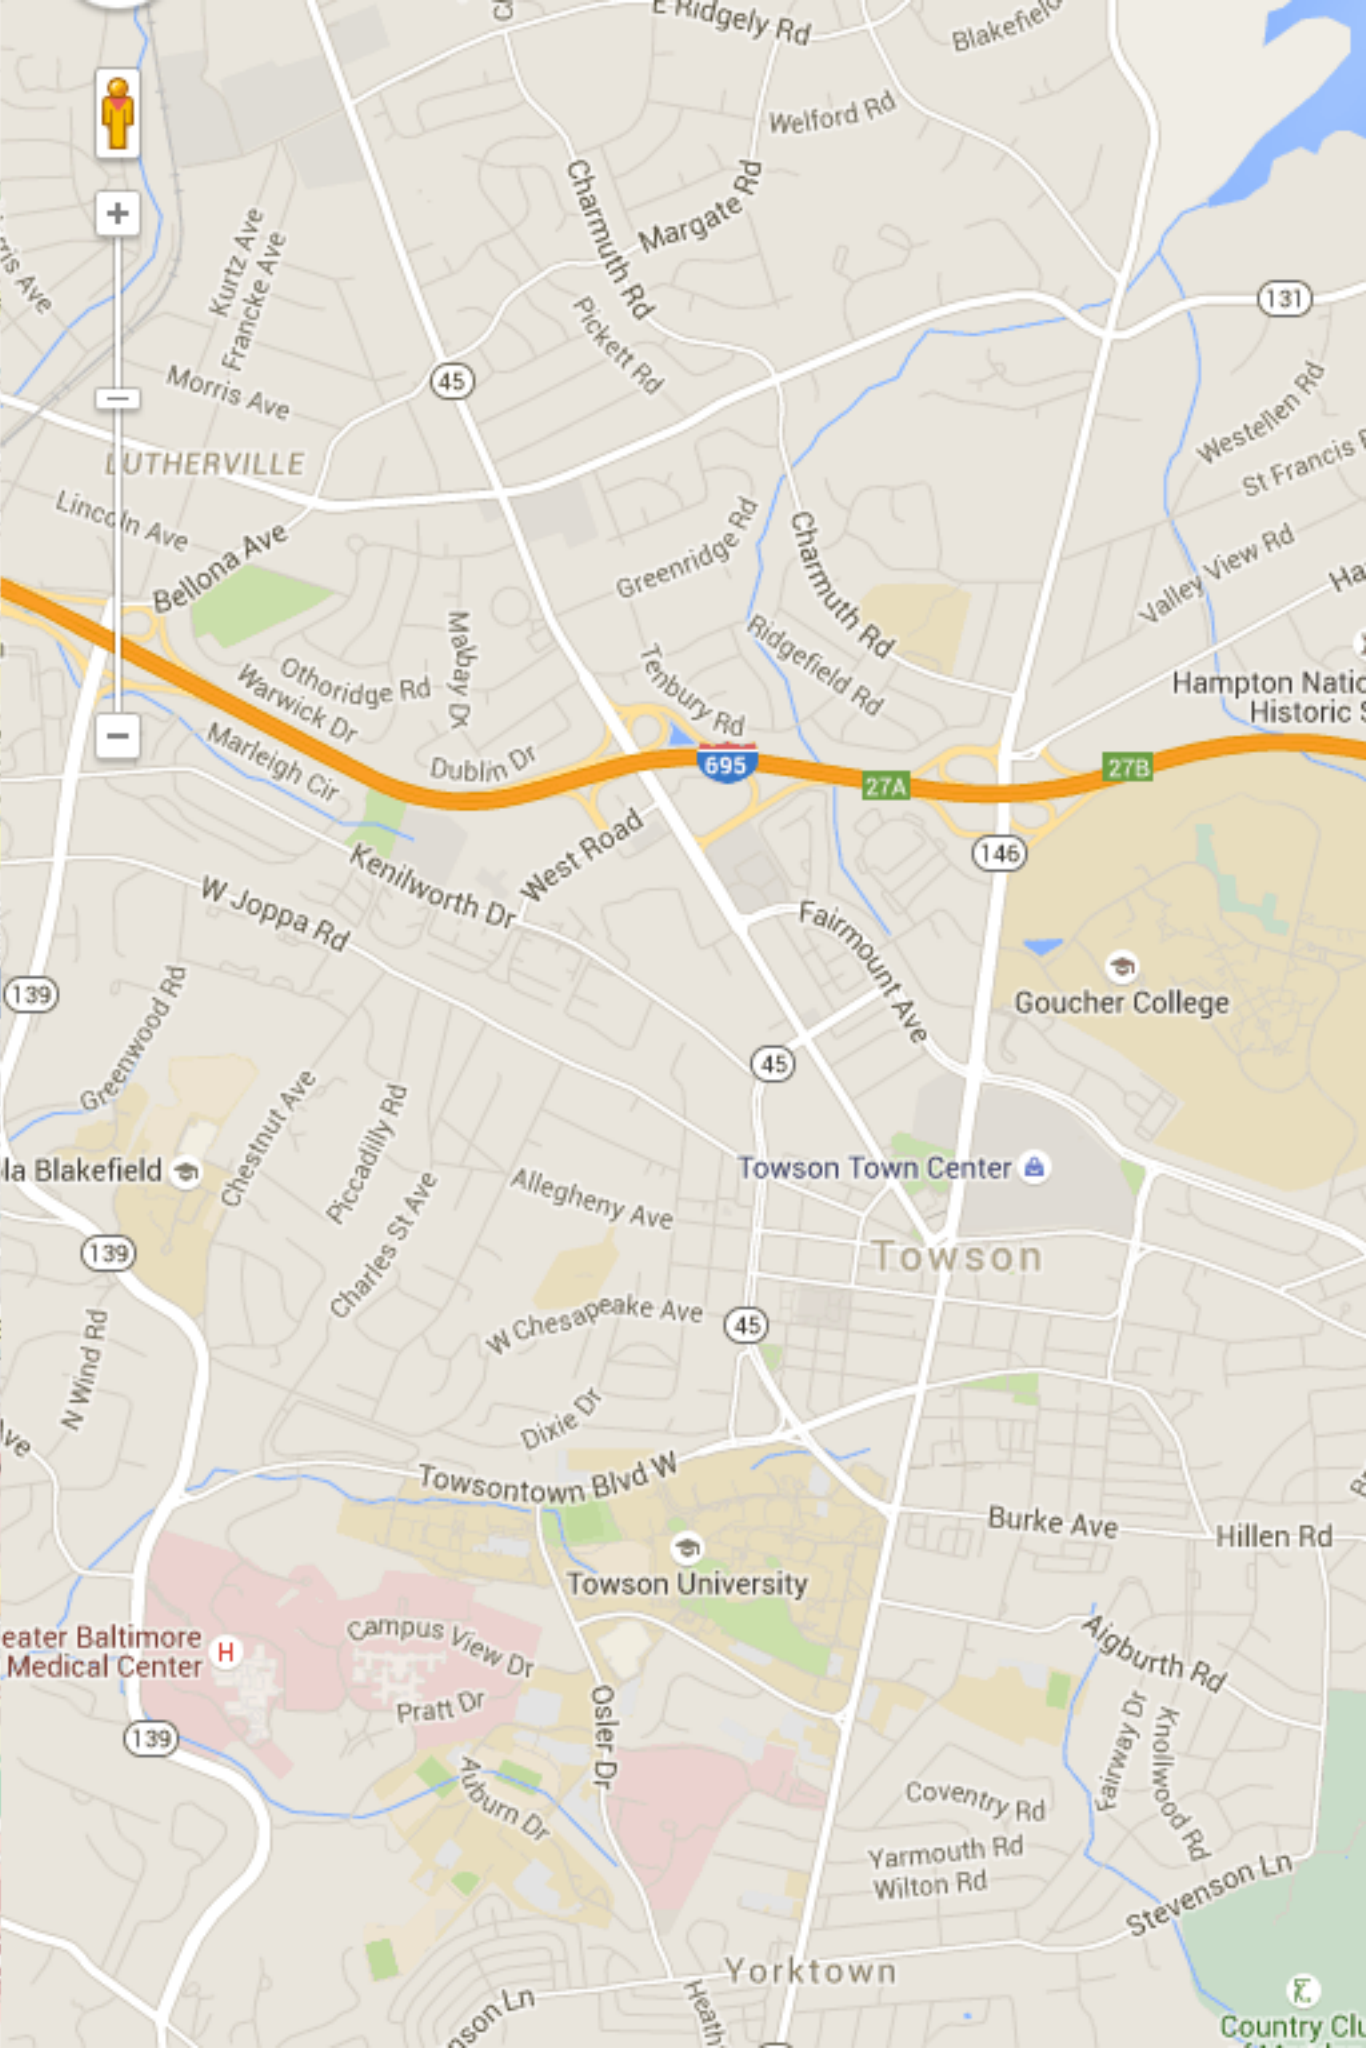 E Ridgely Rd
Blakefield
Welford Rd
Charmuth Rd
Margate Rd
Kurtz Ave
Francke Ave
131
Pickett Rd
45
Morris Ave
Westellen Rd
LUTHERVILLE
St Francis
Lincoln Ave
Bellona Ave
Greenridge Rd
Charmuth Rd
Valley View Rd
Malbay Dr
Ridgefield Rd
Tenbury Rd
Othoridge Rd
Warwick Dr
Hampton Natio
Historic S
Marleigh Cir
Dublin Dr
695
27A
27B
West Road
146
Kenilworth Dr
W Joppa Rd
Fairmount Ave
139
Goucher College
Greenwood Rd
45
Chestnut Ave
Piccadilly Rd
la Blakefield
Towson Town Center
Allegheny Ave
Charles St Ave
139
Towson
W Chesapeake Ave
45
N Wind Rd
Dixie Dr
Towsontown Blvd W
Burke Ave
Hillen Rd
Towson University
eater Baltimore
Medical Center
H
Campus View Dr
Aigburth Rd
Pratt Dr
Osler Dr
139
Fairway Dr
Knollwood Rd
Auburn Dr
Coventry Rd
Yarmouth Rd
Wilton Rd
Stevenson Ln
Yorktown
nson Ln
Heath
Country Clu